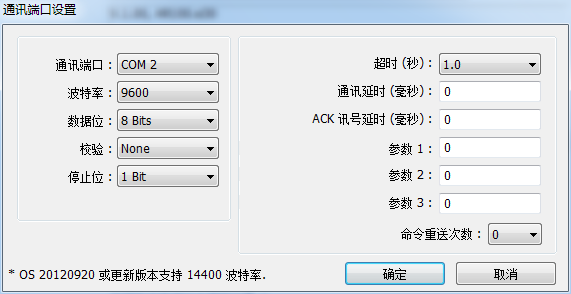 通讯端口设置
通讯端口 : COM 2
波特率 : 9600
数据位 : 8 Bits
校验 : None
停止位 : 1 Bit
超时 (秒) : 1.0
通讯延时 (毫秒) : 0
ACK 讯号延时 (毫秒) : 0
参数 1 : 0
参数 2 : 0
参数 3 : 0
命令重送次数 : 0
* OS 20120920 或更新版本支持 14400 波特率.
确定
取消